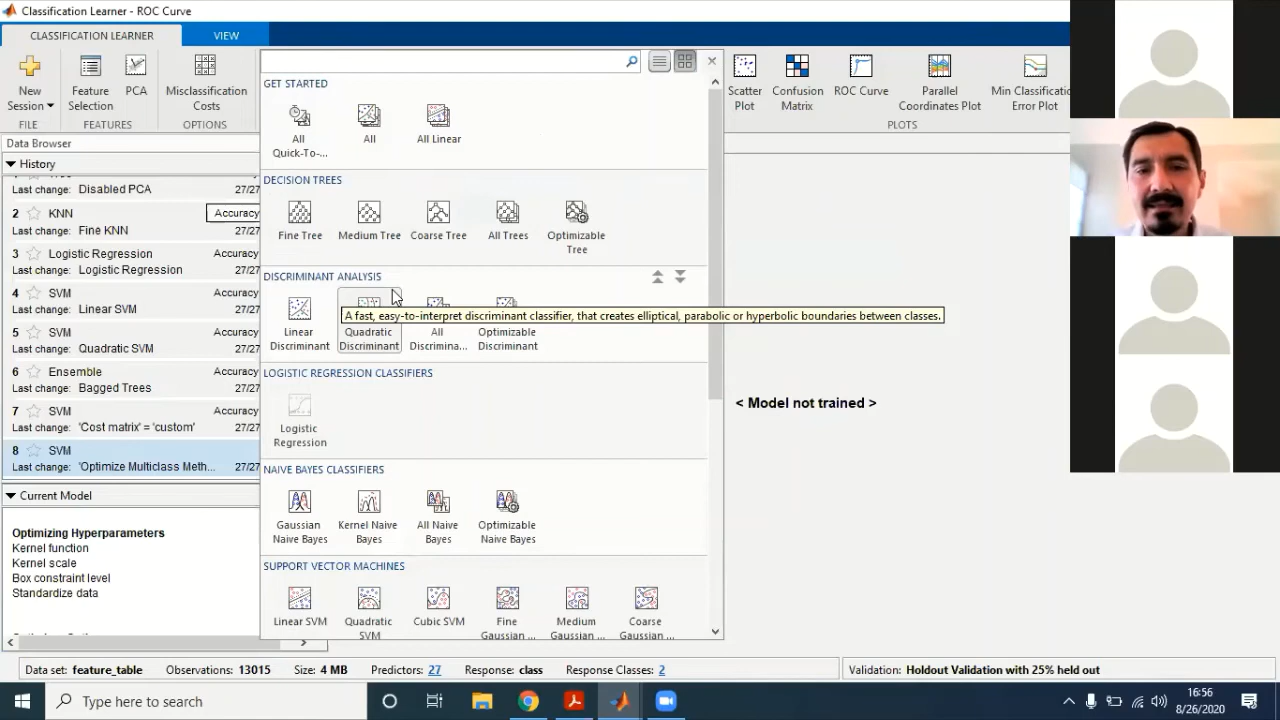 Classification Learner - ROC Curve
CLASSIFICATION LEARNER
VIEW
New
Session
Feature
Selection
PCA
Misclassification
Costs
FILE
FEATURES
OPTIONS
Scatter
Plot
Confusion
Matrix
ROC Curve
Parallel
Coordinates Plot
Min Classificati
Error Plot
PLOTS
Data Browser
History
Last change: Disabled PCA 27/27
2 KNN Accuracy
Last change: Fine KNN 27/27
3 Logistic Regression Accuracy
Last change: Logistic Regression 27/27
4 SVM Accuracy
Last change: Linear SVM 27/27
5 SVM Accuracy
Last change: Quadratic SVM 27/27
6 Ensemble Accuracy
Last change: Bagged Trees 27/27
7 SVM Accuracy
Last change: 'Cost matrix' = 'custom' 27/27
8 SVM
Last change: 'Optimize Multiclass Meth... 27/27
Current Model
Optimizing Hyperparameters
Kernel function
Kernel scale
Box constraint level
Standardize data
GET STARTED
All
Quick-To-...
All
All Linear
DECISION TREES
Fine Tree
Medium Tree
Coarse Tree
All Trees
Optimizable
Tree
DISCRIMINANT ANALYSIS
A fast, easy-to-interpret discriminant classifier, that creates elliptical, parabolic or hyperbolic boundaries between classes.
Linear
Discriminant
Quadratic
Discriminant
All
Discrimina...
Optimizable
Discriminant
LOGISTIC REGRESSION CLASSIFIERS
Logistic
Regression
NAIVE BAYES CLASSIFIERS
Gaussian
Naive Bayes
Kernel Naive
Bayes
All Naive
Bayes
Optimizable
Naive Bayes
SUPPORT VECTOR MACHINES
Linear SVM
Quadratic
SVM
Cubic SVM
Fine
Gaussian ...
Medium
Gaussian ...
Coarse
Gaussian ...
< Model not trained >
Data set: feature_table Observations: 13015 Size: 4 MB Predictors: 27 Response: class Response Classes: 2
Validation: Holdout Validation with 25% held out
Type here to search
16:56
8/26/2020